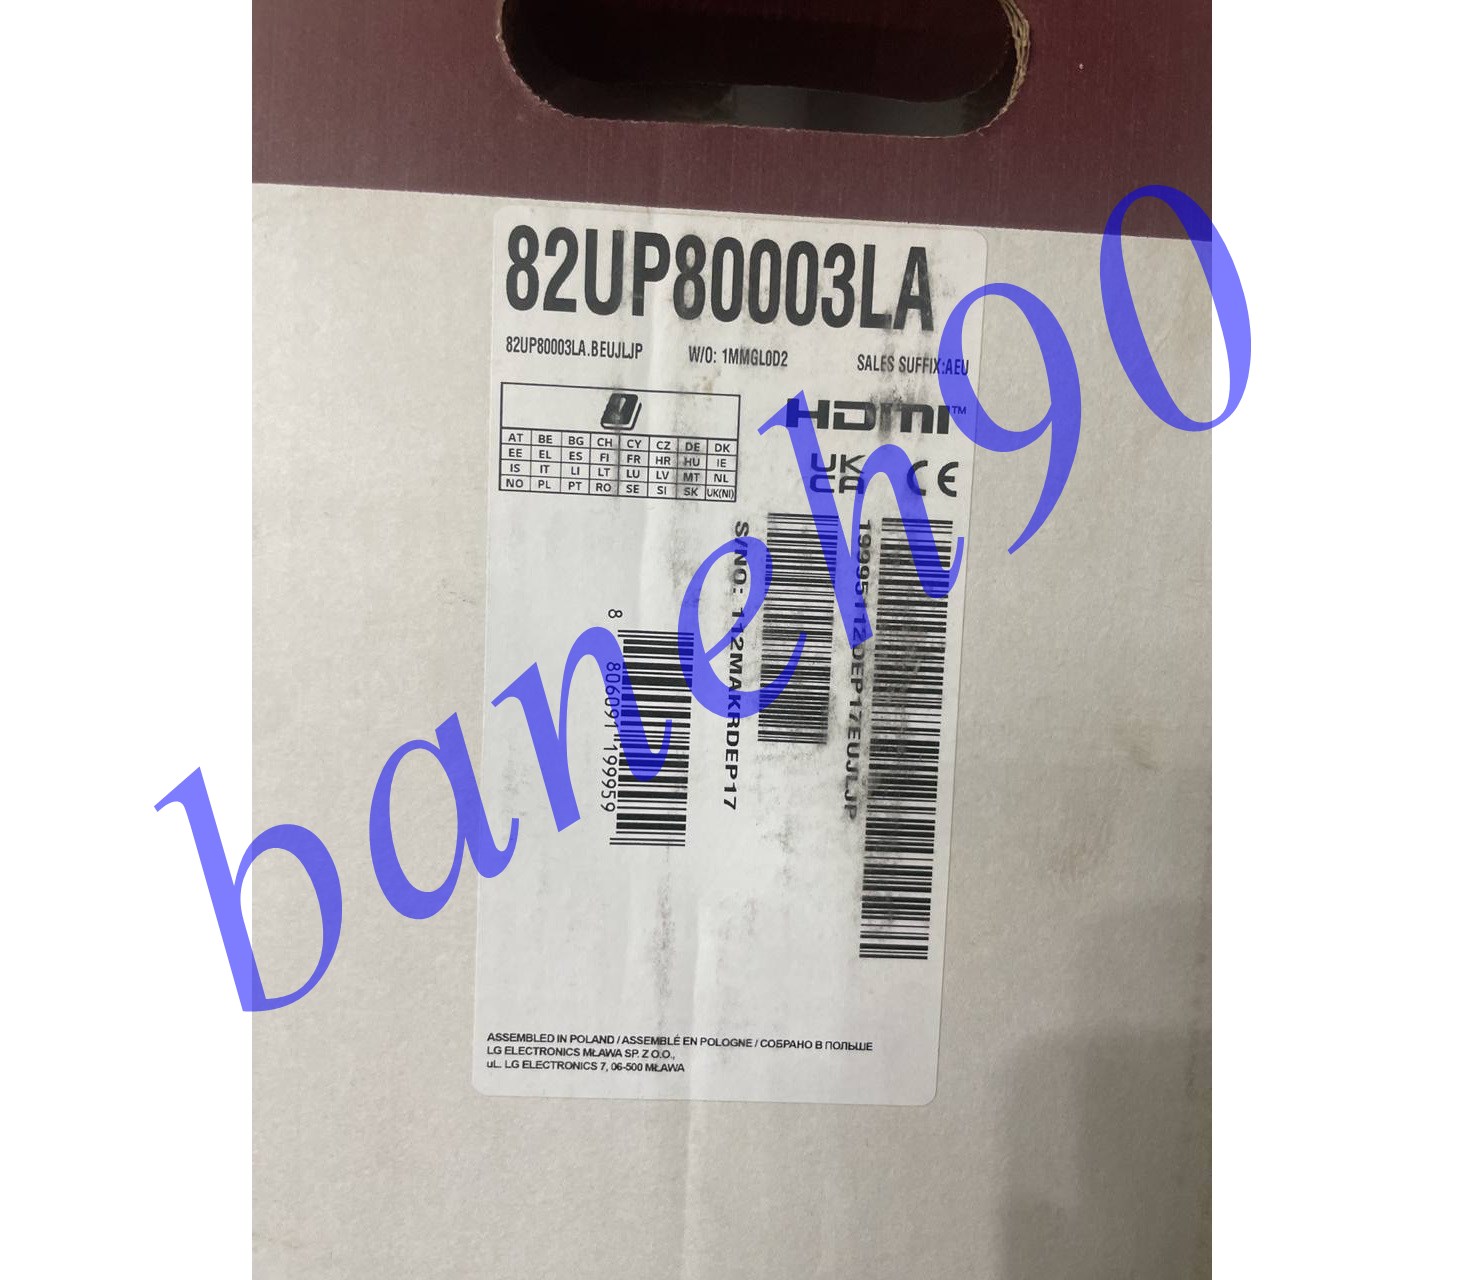 82UP80003LA
82UP80003LA.BEUJLJP W/O: 1MMGL0D2 SALES SUFFIX:AEU
HDMI™
AT BE BG CH CY CZ DE DK
EE EL ES FI FR HR HU IE
IS IT LI LT LU LV MT NL
NO PL PT RO SE SI SK UK(NI)
UK
CA CE
S/NO: 112MAKRDEP17
19995112DEP17EUJLJP
8 806091 199959
baneh90
ASSEMBLED IN POLAND / ASSEMBLÉ EN POLOGNE / СОБРАНО В ПОЛЬШЕ
LG ELECTRONICS MŁAWA SP. Z O.O.,
uL. LG ELECTRONICS 7, 06-500 MŁAWA